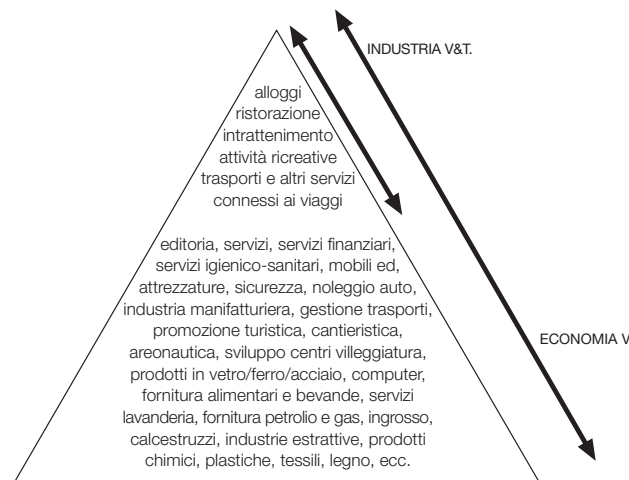 INDUSTRIA V&T.
alloggi
ristorazione
intrattenimento
attività ricreative
trasporti e altri servizi
connessi ai viaggi
editoria, servizi, servizi finanziari,
servizi igienico-sanitari, mobili ed,
attrezzature, sicurezza, noleggio auto,
industria manifatturiera, gestione trasporti,
promozione turistica, cantieristica,
areonautica, sviluppo centri villeggiatura,
prodotti in vetro/ferro/acciaio, computer,
fornitura alimentari e bevande, servizi
lavanderia, fornitura petrolio e gas, ingrosso,
calcestruzzi, industrie estrattive, prodotti
chimici, plastiche, tessili, legno, ecc.
ECONOMIA V